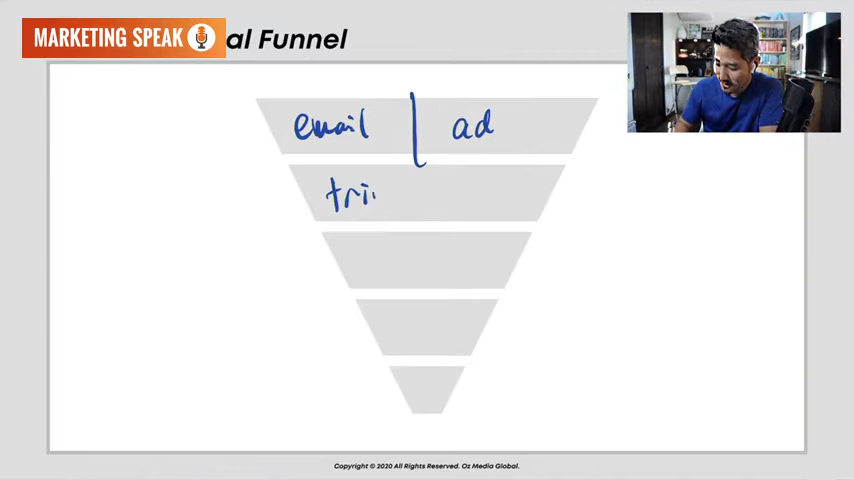 MARKETING SPEAK
al Funnel
email | ad
tri
Copyright © 2020 All Rights Reserved. Oz Media Global.